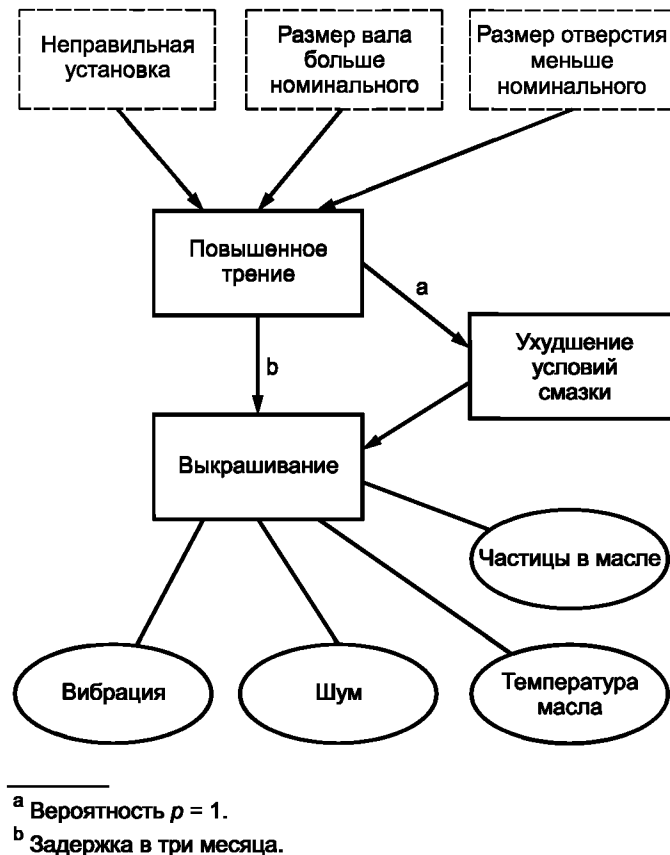 Неправильная
установка
Размер вала
больше
номинального
Размер отверстия
меньше
номинального
Повышенное
трение
a
Ухудшение
условий
смазки
b
Выкрашивание
Частицы в масле
Вибрация
Шум
Температура
масла
a Вероятность p = 1.
b Задержка в три месяца.